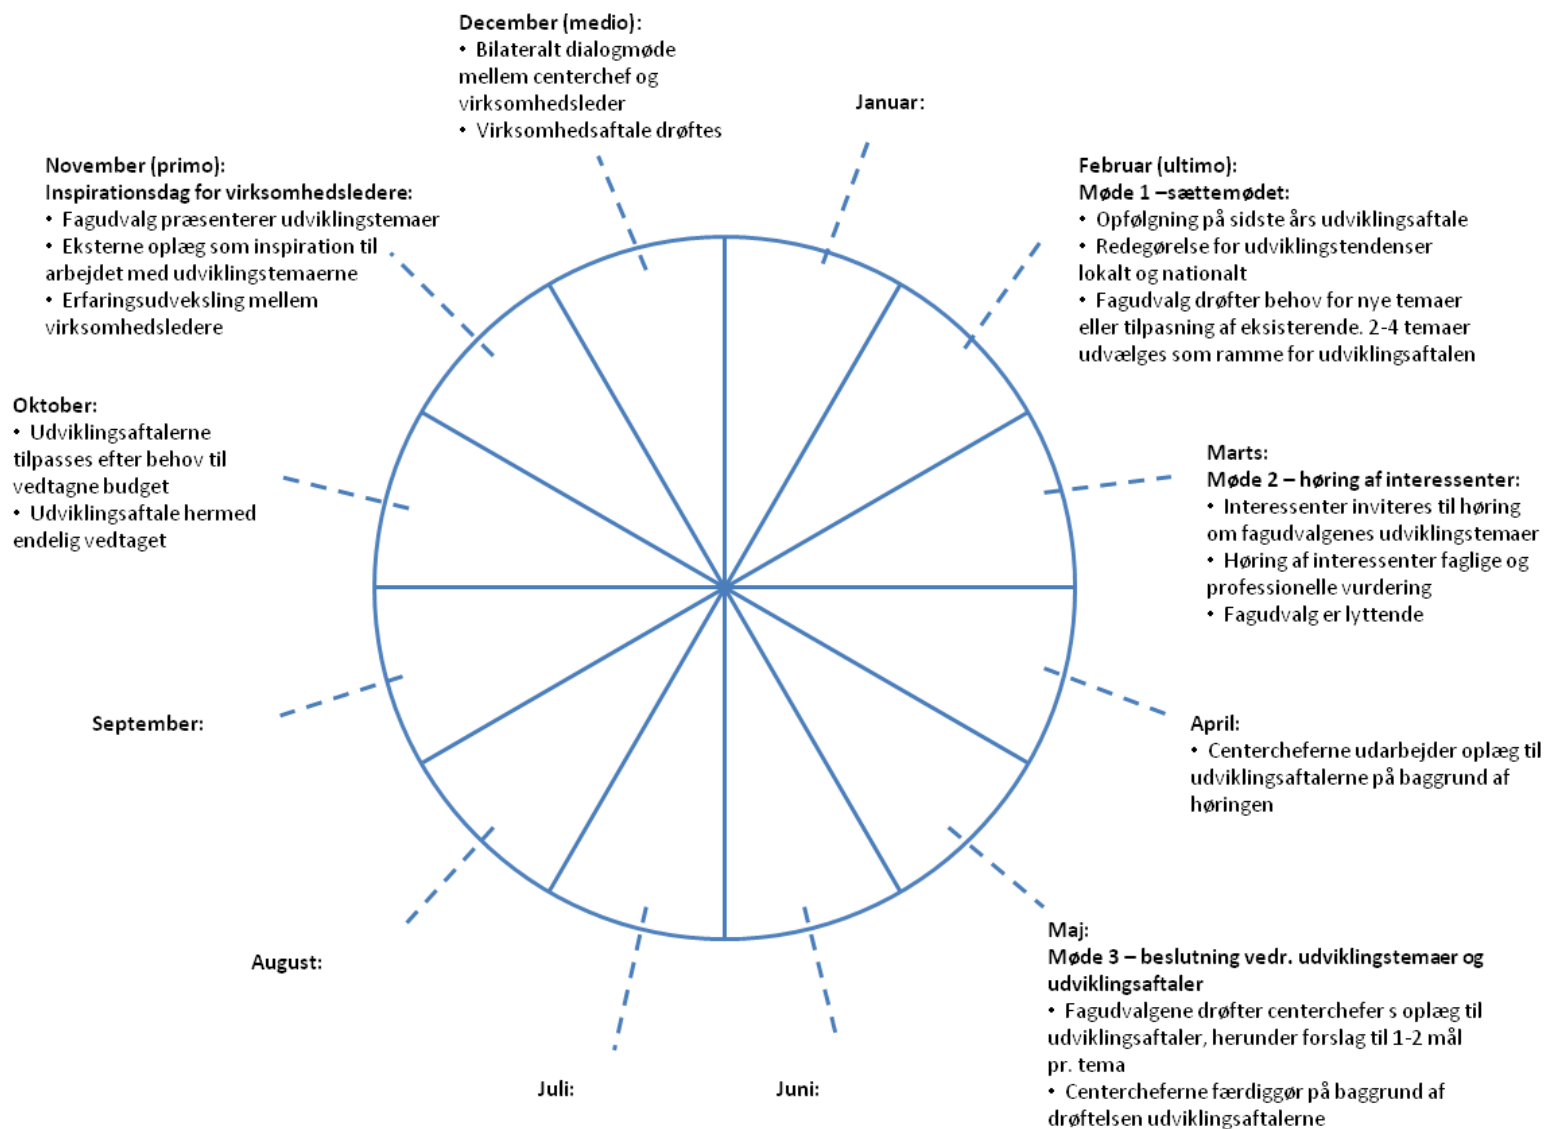 December (medio):
• Bilateralt dialogmøde
mellem centerchef og
virksomhedsleder
• Virksomhedsaftale drøftes
Januar:
Februar (ultimo):
Møde 1 –sættemødet:
• Opfølgning på sidste års udviklingsaftale
• Redegørelse for udviklingstendenser
lokalt og nationalt
• Fagudvalg drøfter behov for nye temaer
eller tilpasning af eksisterende. 2-4 temaer
udvælges som ramme for udviklingsaftalen
Marts:
Møde 2 – høring af interessenter:
• Interessenter inviteres til høring
om fagudvalgenes udviklingstemaer
• Høring af interessenter faglige og
professionelle vurdering
• Fagudvalg er lyttende
April:
• Centercheferne udarbejder oplæg til
udviklingsaftalerne på baggrund af
høringen
Maj:
Møde 3 – beslutning vedr. udviklingstemaer og
udviklingsaftaler
• Fagudvalgene drøfter centerchefer s oplæg til
udviklingsaftaler, herunder forslag til 1-2 mål
pr. tema
• Centercheferne færdiggør på baggrund af
drøftelsen udviklingsaftalerne
Juni:
Juli:
August:
September:
Oktober:
• Udviklingsaftalerne
tilpasses efter behov til
vedtagne budget
• Udviklingsaftale hermed
endelig vedtaget
November (primo):
Inspirationsdag for virksomhedsledere:
• Fagudvalg præsenterer udviklingstemaer
• Eksterne oplæg som inspiration til
arbejdet med udviklingstemaerne
• Erfaringsudveksling mellem
virksomhedsledere